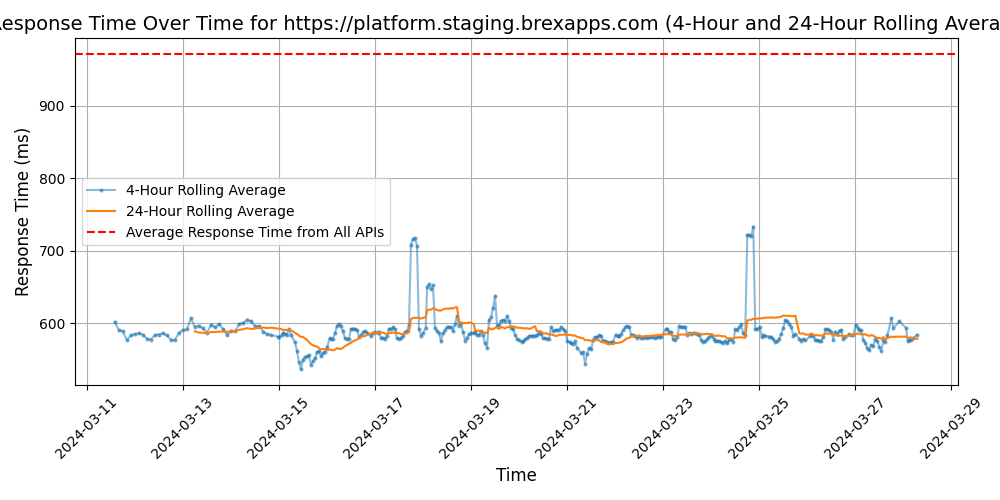 esponse Time Over Time for https://platform.staging.brexapps.com (4-Hour and 24-Hour Rolling Avera
Response Time (ms)
900
800
700
600
4-Hour Rolling Average
24-Hour Rolling Average
Average Response Time from All APIs
2024-03-11
2024-03-13
2024-03-15
2024-03-17
2024-03-19
2024-03-21
2024-03-23
2024-03-25
2024-03-27
2024-03-29
Time